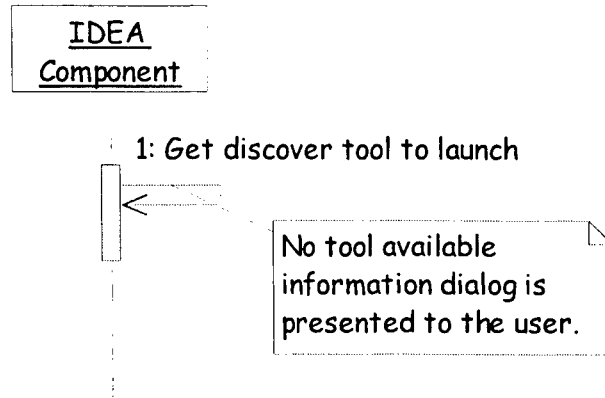 IDEA
Component
1: Get discover tool to launch
No tool available
information dialog is
presented to the user.